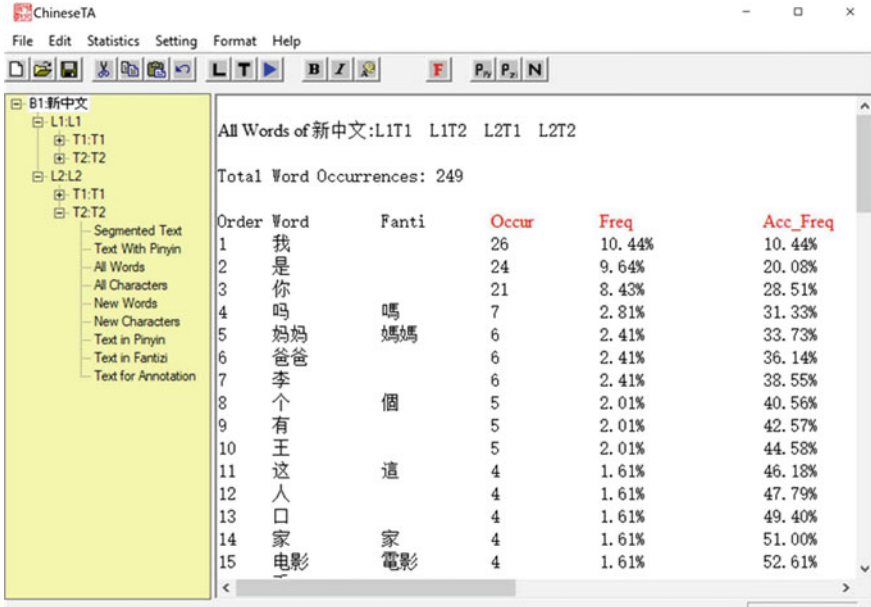 ChineseTA
File Edit Statistics Setting Format Help
L T B I F Py Pz N
B1:新中文
L1:L1
T1:T1
T2:T2
L2:L2
T1:T1
T2:T2
Segmented Text
Text With Pinyin
All Words
All Characters
New Words
New Characters
Text in Pinyin
Text in Fantizi
Text for Annotation
All Words of 新中文:L1T1 L1T2 L2T1 L2T2
Total Word Occurrences: 249
Order Word Fanti Occur Freq Acc_Freq
1 我 26 10.44% 10.44%
2 是 24 9.64% 20.08%
3 你 21 8.43% 28.51%
4 吗 嗎 7 2.81% 31.33%
5 妈妈 媽媽 6 2.41% 33.73%
6 爸爸 6 2.41% 36.14%
7 李 6 2.41% 38.55%
8 个 個 5 2.01% 40.56%
9 有 5 2.01% 42.57%
10 王 5 2.01% 44.58%
11 这 這 4 1.61% 46.18%
12 人 4 1.61% 47.79%
13 口 4 1.61% 49.40%
14 家 家 4 1.61% 51.00%
15 电影 電影 4 1.61% 52.61%